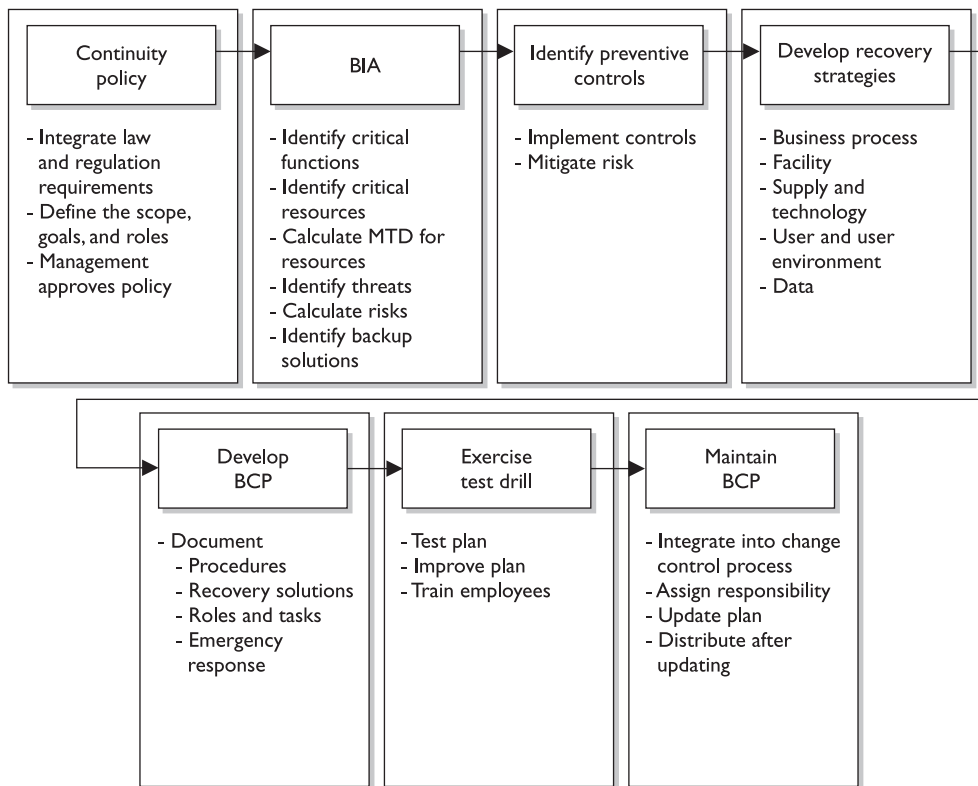 Continuity
policy
- Integrate law
and regulation
requirements
- Define the scope,
goals, and roles
- Management
approves policy
BIA
- Identify critical
functions
- Identify critical
resources
- Calculate MTD for
resources
- Identify threats
- Calculate risks
- Identify backup
solutions
Identify preventive
controls
- Implement controls
- Mitigate risk
Develop recovery
strategies
- Business process
- Facility
- Supply and
technology
- User and user
environment
- Data
Develop
BCP
- Document
- Procedures
- Recovery solutions
- Roles and tasks
- Emergency
response
Exercise
test drill
- Test plan
- Improve plan
- Train employees
Maintain
BCP
- Integrate into change
control process
- Assign responsibility
- Update plan
- Distribute after
updating